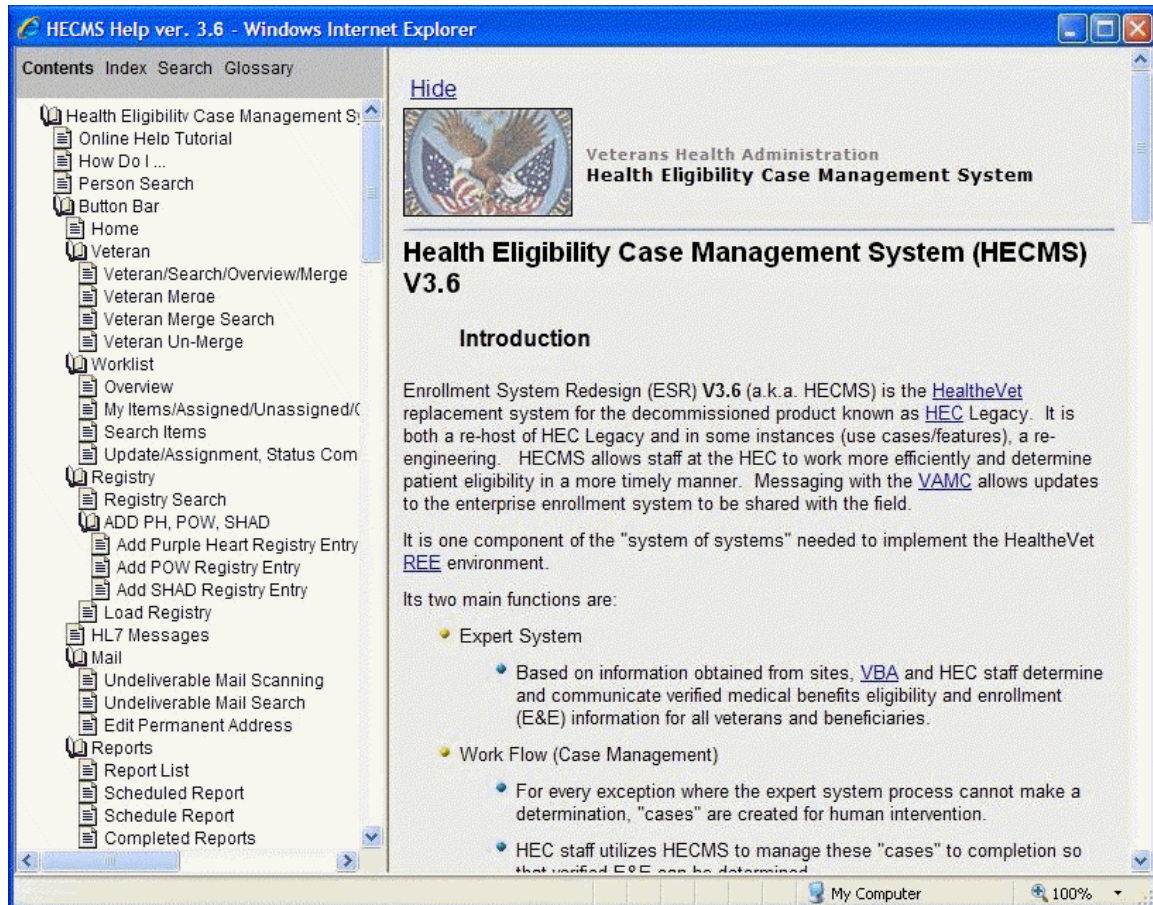 HECMS Help ver. 3.6 - Windows Internet Explorer
Contents Index Search Glossary
Health Eligibility Case Management S
Online Help Tutorial
How Do I ...
Person Search
Button Bar
Home
Veteran
Veteran/Search/Overview/Merge
Veteran Merge
Veteran Merge Search
Veteran Un-Merge
Worklist
Overview
My Items/Assigned/Unassigned/
Search Items
Update/Assignment, Status Com
Registry
Registry Search
ADD PH, POW, SHAD
Add Purple Heart Registry Entry
Add POW Registry Entry
Add SHAD Registry Entry
Load Registry
HL7 Messages
Mail
Undeliverable Mail Scanning
Undeliverable Mail Search
Edit Permanent Address
Reports
Report List
Scheduled Report
Schedule Report
Completed Reports
Hide
Veterans Health Administration
Health Eligibility Case Management System
Health Eligibility Case Management System (HECMS)
V3.6
Introduction
Enrollment System Redesign (ESR) V3.6 (a.k.a. HECMS) is the HealtheVet
replacement system for the decommissioned product known as HEC Legacy. It is
both a re-host of HEC Legacy and in some instances (use cases/features), a re-
engineering. HECMS allows staff at the HEC to work more efficiently and determine
patient eligibility in a more timely manner. Messaging with the VAMC allows updates
to the enterprise enrollment system to be shared with the field.
It is one component of the "system of systems" needed to implement the HealtheVet
REE environment.
Its two main functions are:
Expert System
Based on information obtained from sites, VBA and HEC staff determine
and communicate verified medical benefits eligibility and enrollment
(E&E) information for all veterans and beneficiaries.
Work Flow (Case Management)
For every exception where the expert system process cannot make a
determination, "cases" are created for human intervention.
HEC staff utilizes HECMS to manage these "cases" to completion so
that verified E&E can be determined
My Computer
100%